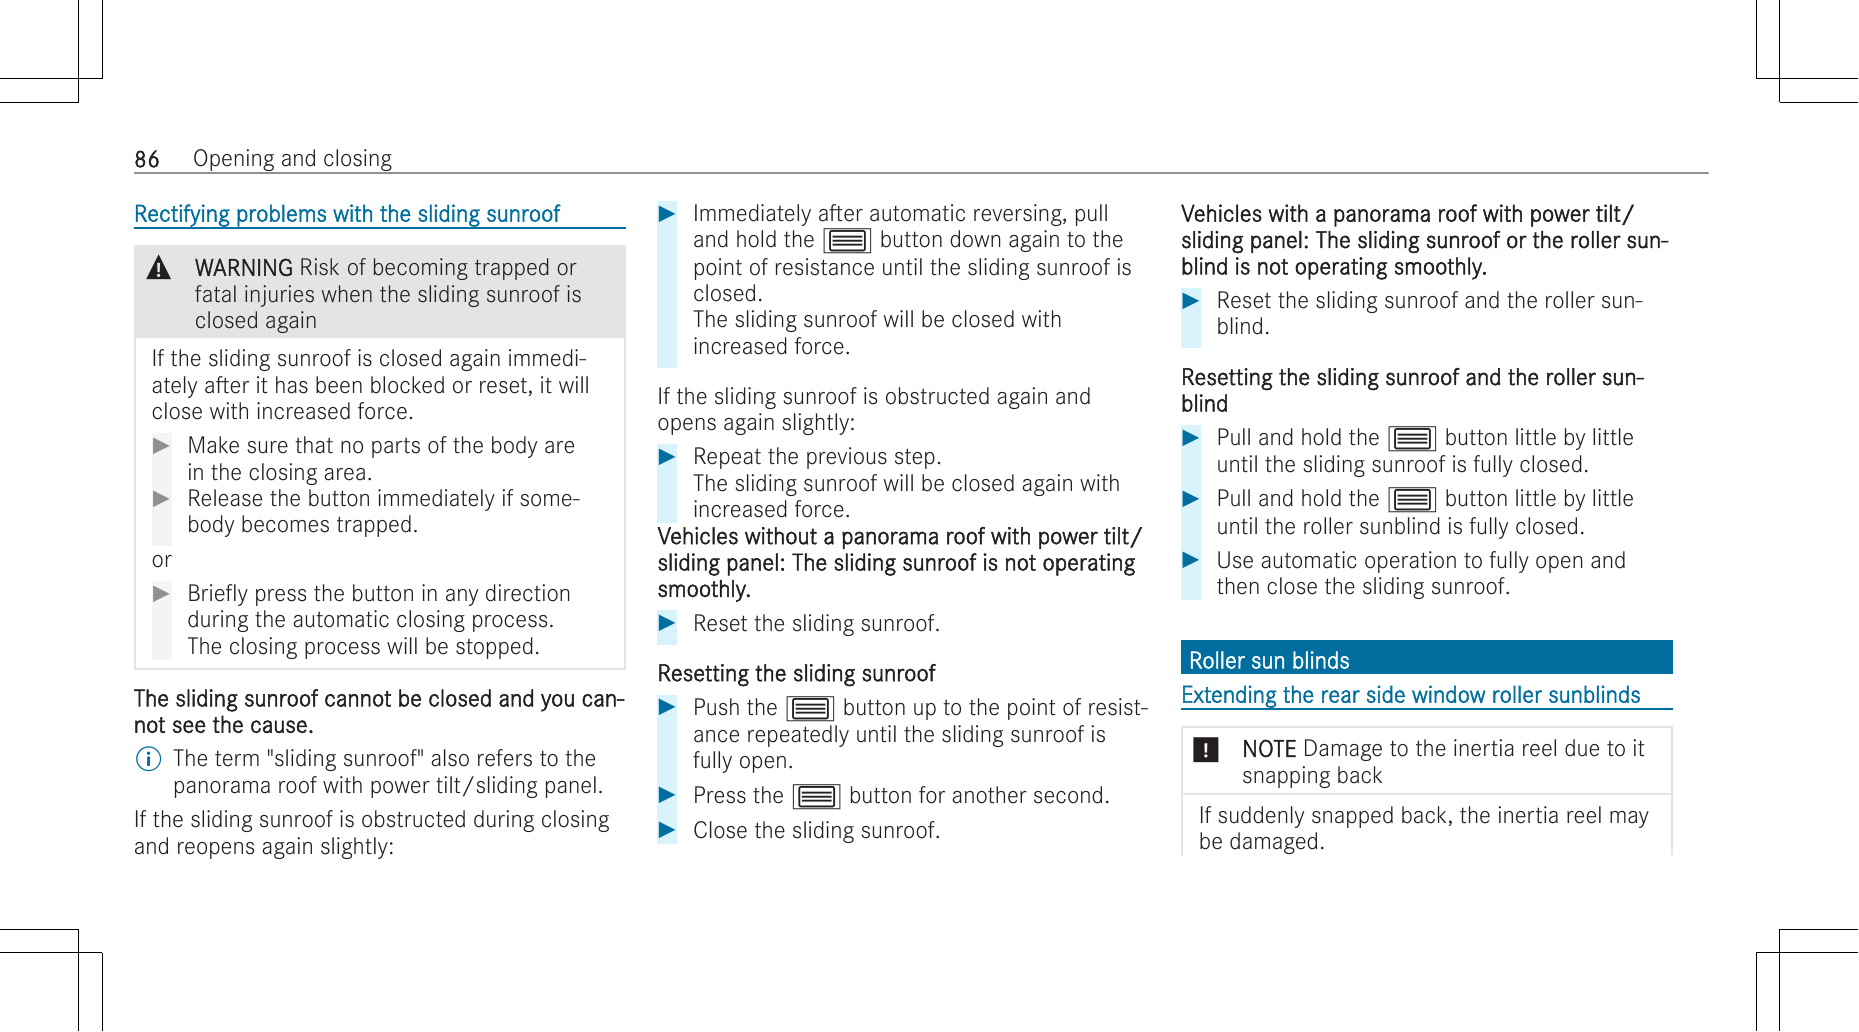 86 Opening and closing
Rectifying problems with the sliding sunroof
WARNING Risk of becoming trapped or
fatal injuries when the sliding sunroof is
closed again
If the sliding sunroof is closed again immedi-
ately after it has been blocked or reset, it will
close with increased force.
Make sure that no parts of the body are
in the closing area.
Release the button immediately if some-
body becomes trapped.
or
Briefly press the button in any direction
during the automatic closing process.
The closing process will be stopped.
The sliding sunroof cannot be closed and you can-
not see the cause.
The term "sliding sunroof" also refers to the
panorama roof with power tilt/sliding panel.
If the sliding sunroof is obstructed during closing
and reopens again slightly:
Immediately after automatic reversing, pull
and hold the button down again to the
point of resistance until the sliding sunroof is
closed.
The sliding sunroof will be closed with
increased force.
If the sliding sunroof is obstructed again and
opens again slightly:
Repeat the previous step.
The sliding sunroof will be closed again with
increased force.
Vehicles without a panorama roof with power tilt/
sliding panel: The sliding sunroof is not operating
smoothly.
Reset the sliding sunroof.
Resetting the sliding sunroof
Push the button up to the point of resist-
ance repeatedly until the sliding sunroof is
fully open.
Press the button for another second.
Close the sliding sunroof.
Vehicles with a panorama roof with power tilt/
sliding panel: The sliding sunroof or the roller sun-
blind is not operating smoothly.
Reset the sliding sunroof and the roller sun-
blind.
Resetting the sliding sunroof and the roller sun-
blind
Pull and hold the button little by little
until the sliding sunroof is fully closed.
Pull and hold the button little by little
until the roller sunblind is fully closed.
Use automatic operation to fully open and
then close the sliding sunroof.
Roller sun blinds
Extending the rear side window roller sunblinds
NOTE Damage to the inertia reel due to it
snapping back
If suddenly snapped back, the inertia reel may
be damaged.